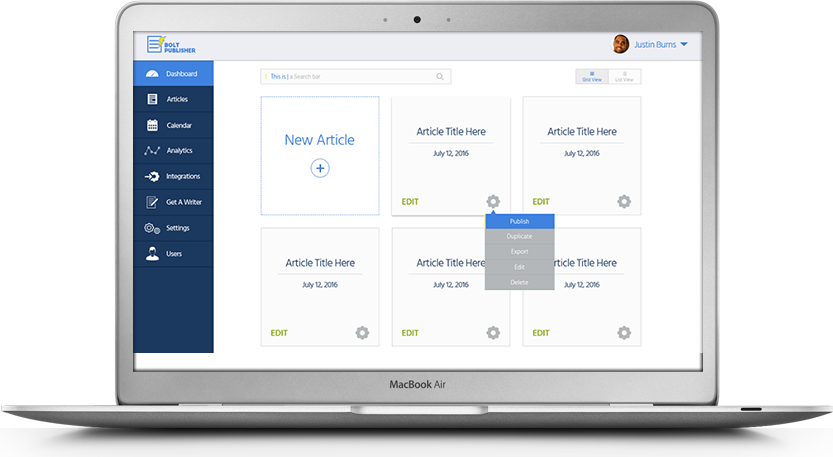 BOLT
PUBLISHER
Justin Burns
Dashboard
Articles
Calendar
Analytics
Integrations
Get A Writer
Settings
Users
This is | a Search bar
Grid View
List View
New Article
Article Title Here
July 12, 2016
EDIT
Article Title Here
July 12, 2016
EDIT
Publish
Duplicate
Export
Edit
Delete
Article Title Here
July 12, 2016
EDIT
Article Title Here
July 12, 2016
EDIT
Article Title Here
July 12, 2016
EDIT
MacBook Air